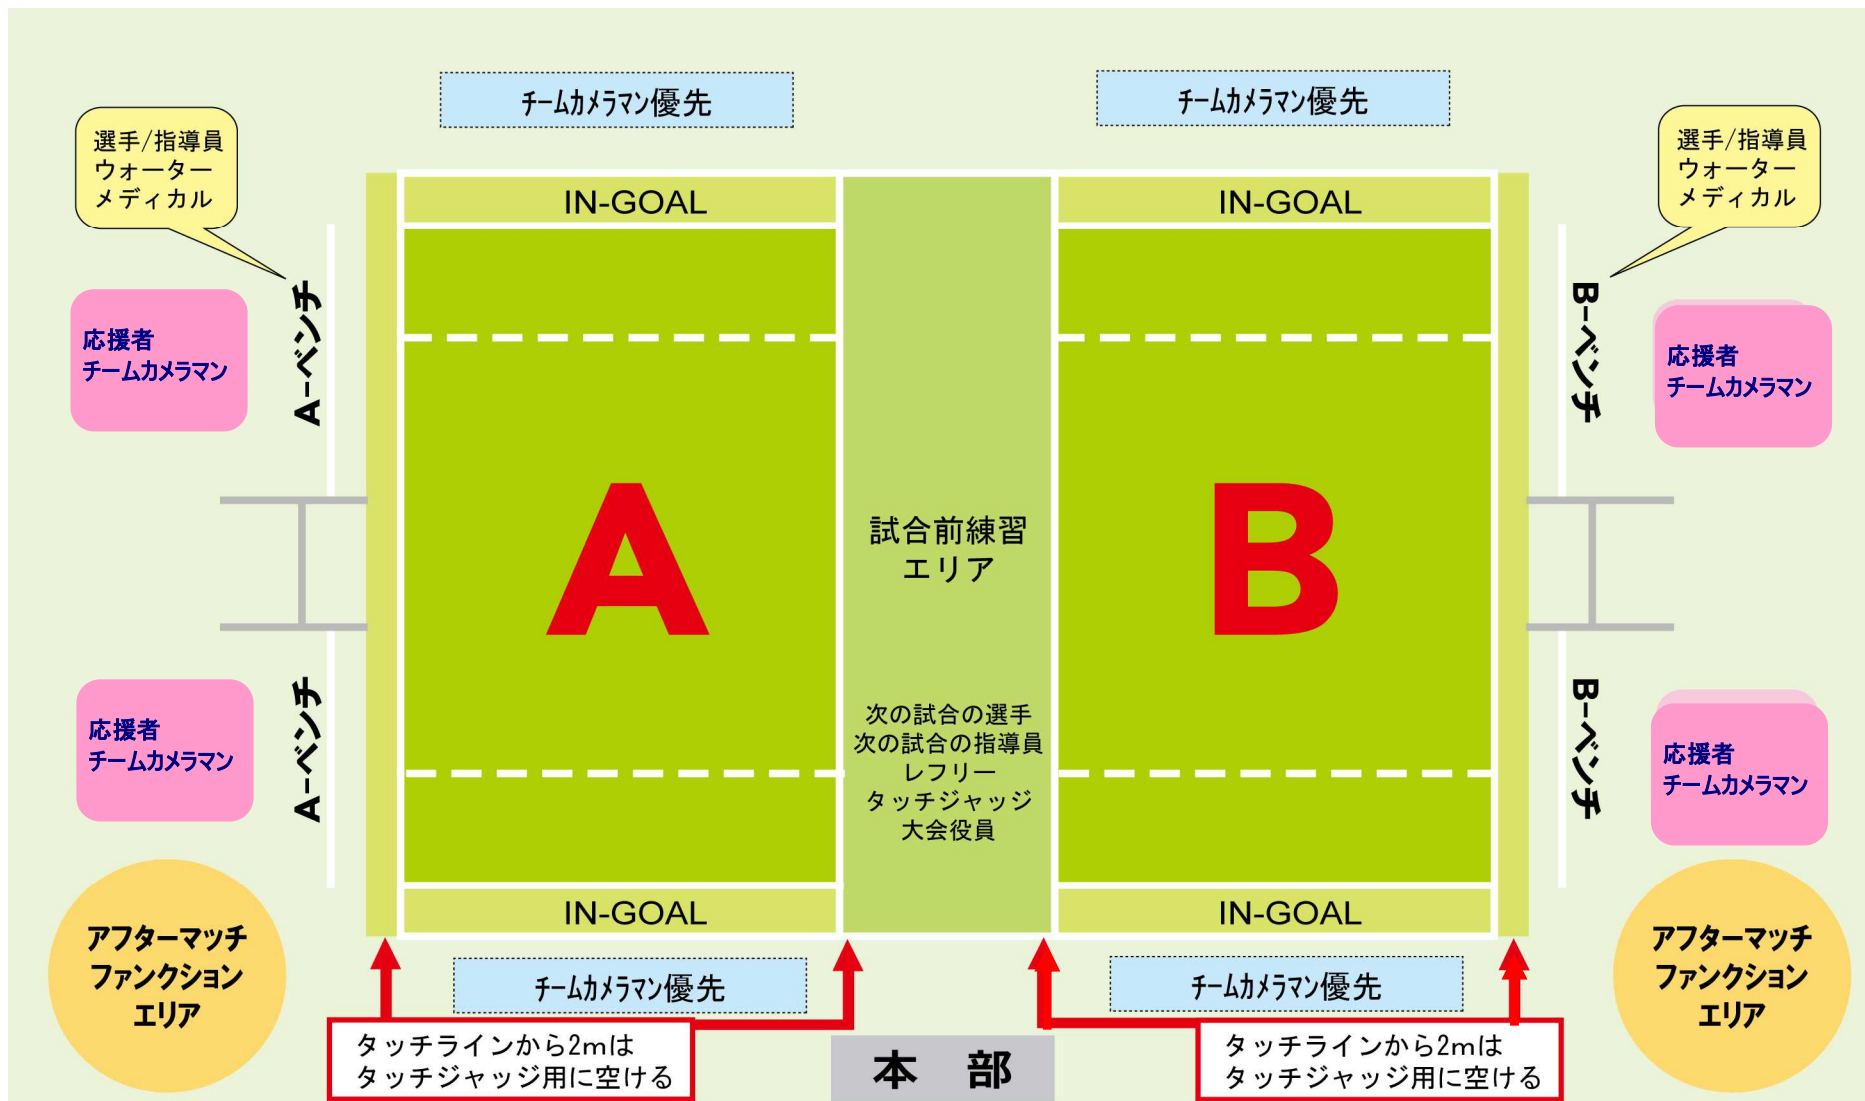 チームカメラマン優先
チームカメラマン優先
選手/指導員
ウォーター
メディカル
選手/指導員
ウォーター
メディカル
IN-GOAL
IN-GOAL
A-ベンチ
B-ベンチ
応援者
チームカメラマン
応援者
チームカメラマン
A
試合前練習
エリア
B
次の試合の選手
次の試合の指導員
レフリー
タッチジャッジ
大会役員
A-ベンチ
B-ベンチ
応援者
チームカメラマン
応援者
チームカメラマン
IN-GOAL
IN-GOAL
アフターマッチ
ファンクション
エリア
アフターマッチ
ファンクション
エリア
チームカメラマン優先
チームカメラマン優先
タッチラインから2mは
タッチジャッジ用に空ける
本 部
タッチラインから2mは
タッチジャッジ用に空ける